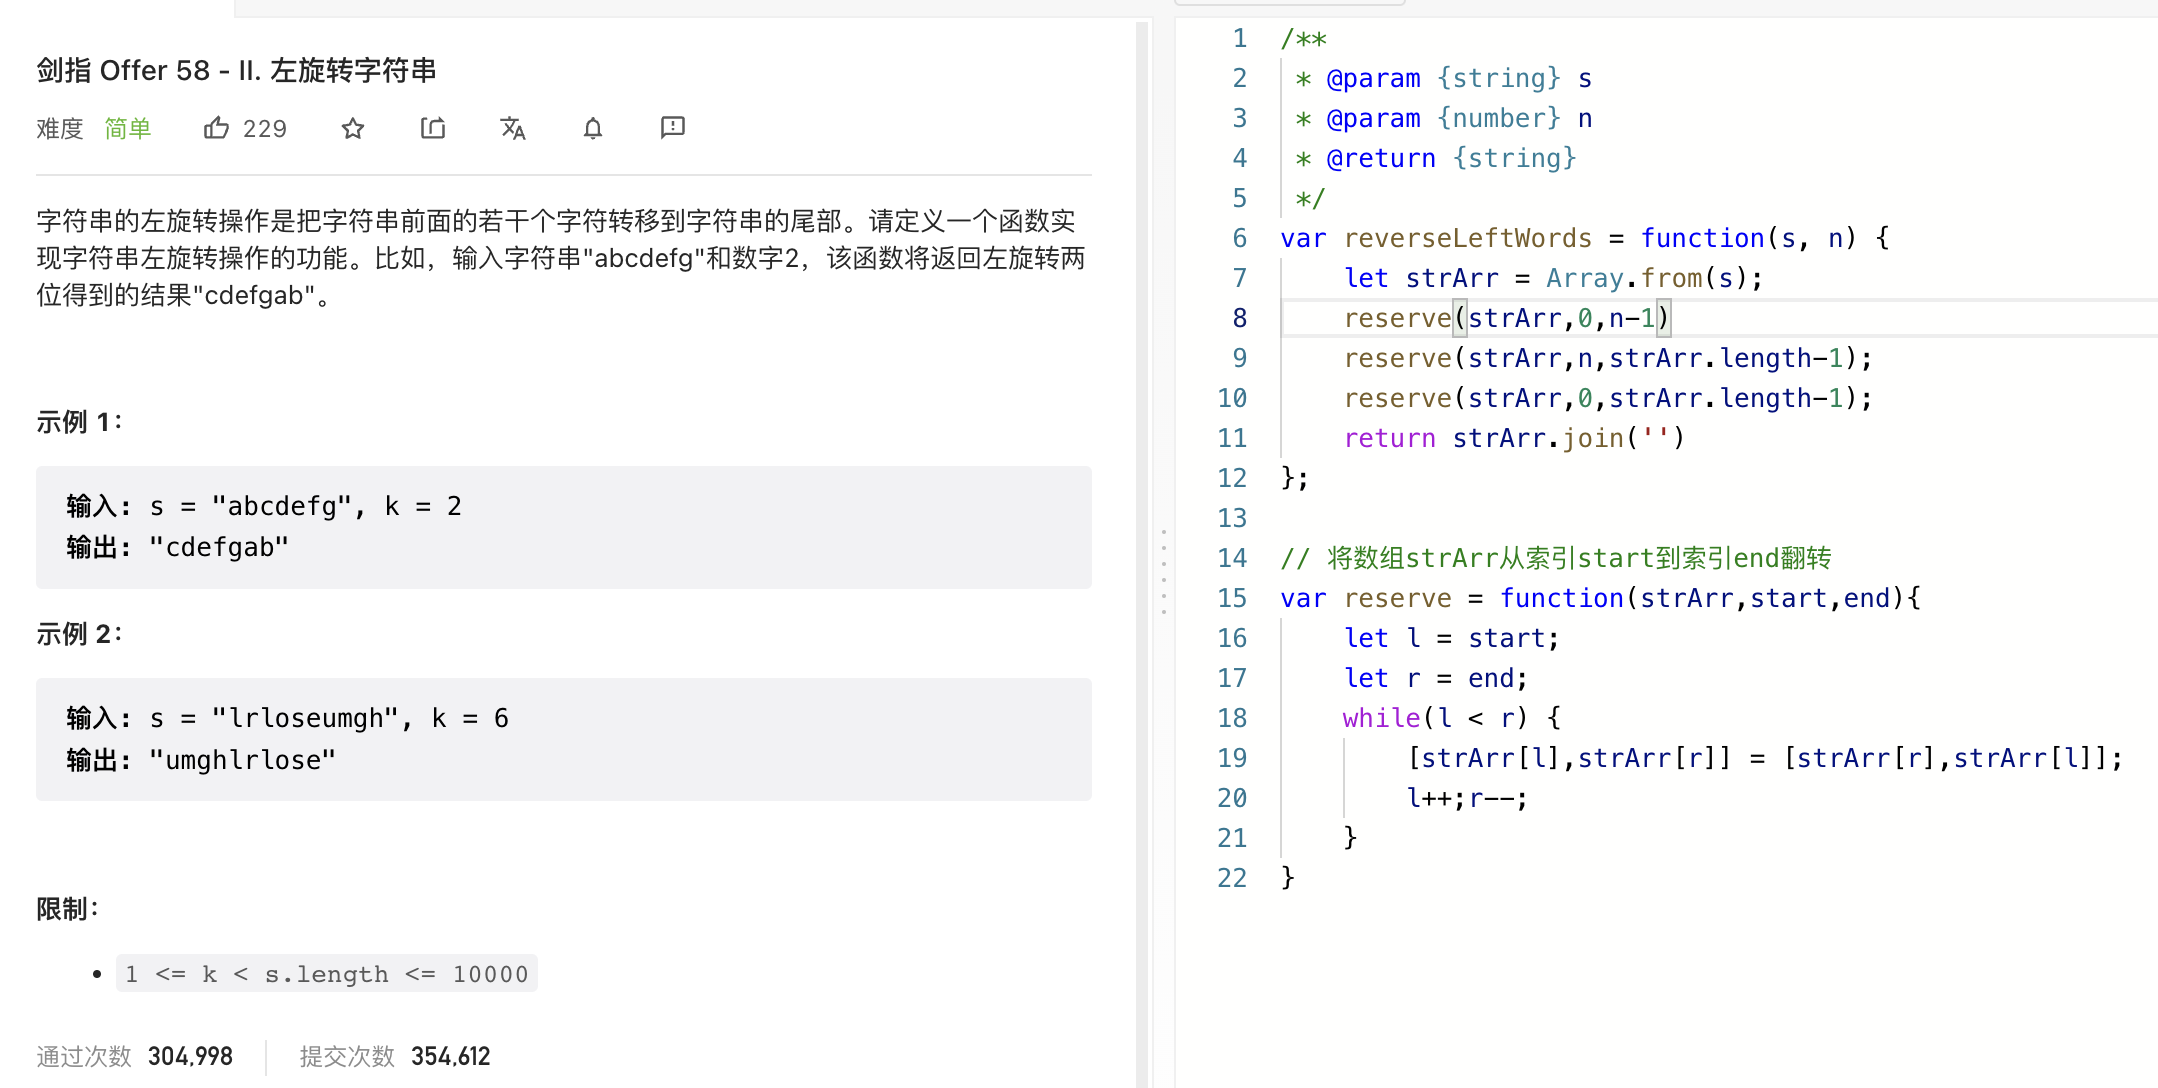 剑指 Offer 58 - II. 左旋转字符串
难度 简单 229
字符串的左旋转操作是把字符串前面的若干个字符转移到字符串的尾部。请定义一个函数实
现字符串左旋转操作的功能。比如，输入字符串"abcdefg"和数字2，该函数将返回左旋转两
位得到的结果"cdefgab"。
示例 1：
输入: s = "abcdefg", k = 2
输出: "cdefgab"
示例 2：
输入: s = "lrloseumgh", k = 6
输出: "umghlrlose"
限制：
• 1 <= k < s.length <= 10000
通过次数 304,998 提交次数 354,612
1 /**
2  * @param {string} s
3  * @param {number} n
4  * @return {string}
5  */
6 var reverseLeftWords = function(s, n) {
7     let strArr = Array.from(s);
8     reserve(strArr,0,n-1)
9     reserve(strArr,n,strArr.length-1);
10     reserve(strArr,0,strArr.length-1);
11     return strArr.join('')
12 };
13
14 // 将数组strArr从索引start到索引end翻转
15 var reserve = function(strArr,start,end){
16     let l = start;
17     let r = end;
18     while(l < r) {
19         [strArr[l],strArr[r]] = [strArr[r],strArr[l]];
20         l++;r--;
21     }
22 }